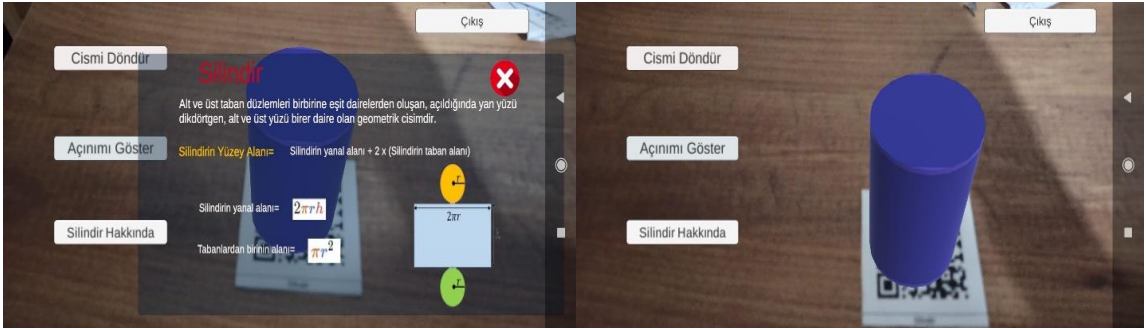 Çıkış
Cismi Döndür
Silindir
Alt ve üst taban düzlemleri birbirine eşit dairelerden oluşan, açıldığında yan yüzü
dikdörtgen, alt ve üst yüzü birer daire olan geometrik cisimdir.
Açınımı Göster
Silindirin Yüzey Alanı= Silindirin yanal alanı + 2 x (Silindirin taban alanı)
r
Silindirin yanal alanı= 2πrh
2πr
Silindir Hakkında
Tabanlardan birinin alanı= πr²
r
Çıkış
Cismi Döndür
Açınımı Göster
Silindir Hakkında